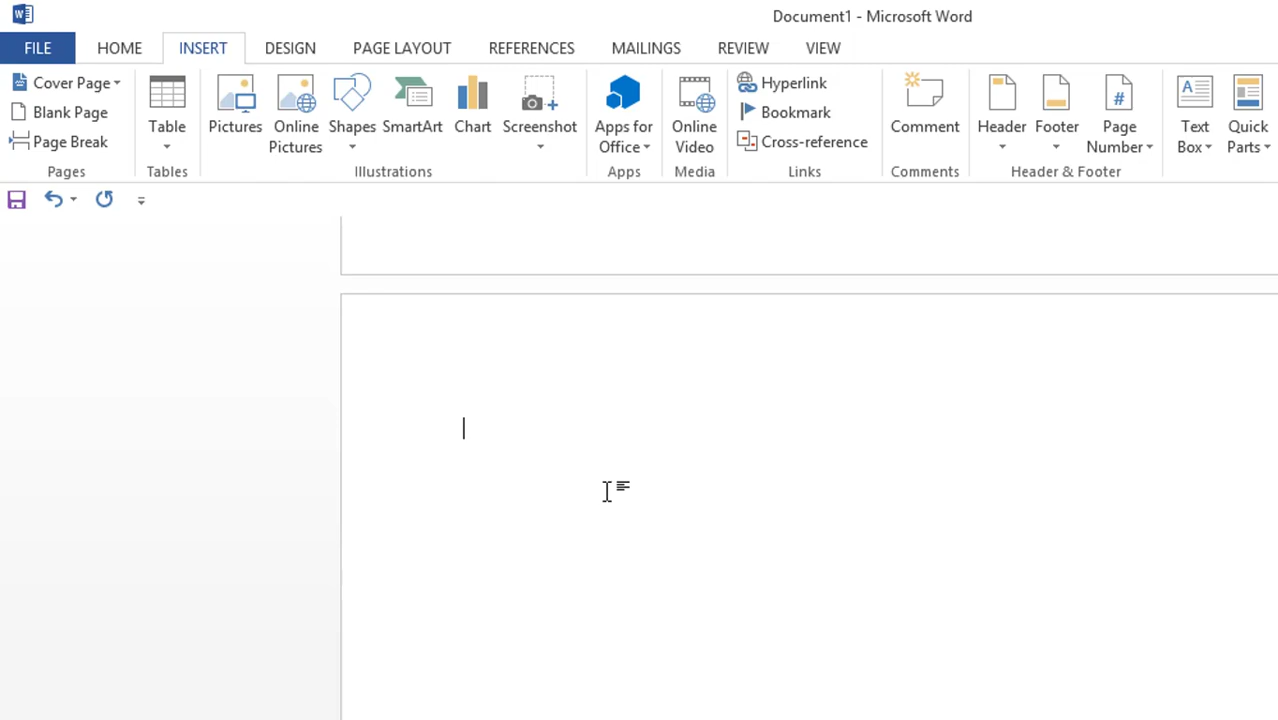 Document1 - Microsoft Word
FILE HOME INSERT DESIGN PAGE LAYOUT REFERENCES MAILINGS REVIEW VIEW
Cover Page
Blank Page
Page Break
Pages
Table
Tables
Pictures
Online
Pictures
Shapes
SmartArt
Chart
Screenshot
Illustrations
Apps for
Office
Apps
Online
Video
Media
Hyperlink
Bookmark
Cross-reference
Links
Comment
Comments
Header
Footer
Page
Number
Header & Footer
Text
Box
Quick
Parts